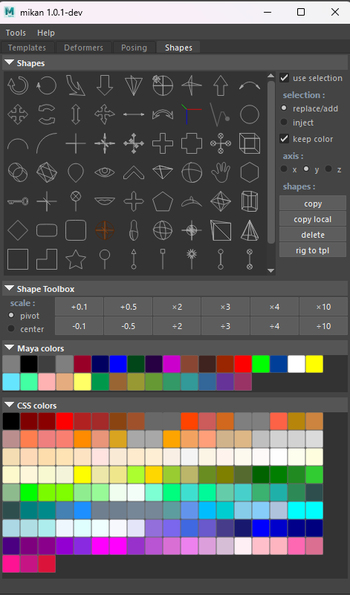 mikan 1.0.1-dev
Tools Help
Templates Deformers Posing Shapes
Shapes
use selection
selection :
replace/add
inject
keep color
axis :
x y z
shapes :
copy
copy local
delete
rig to tpl
Shape Toolbox
scale :
pivot
center
+0.1 +0.5 ×2 ×3 ×4 ×10
-0.1 -0.5 ÷2 ÷3 ÷4 ÷10
Maya colors
CSS colors